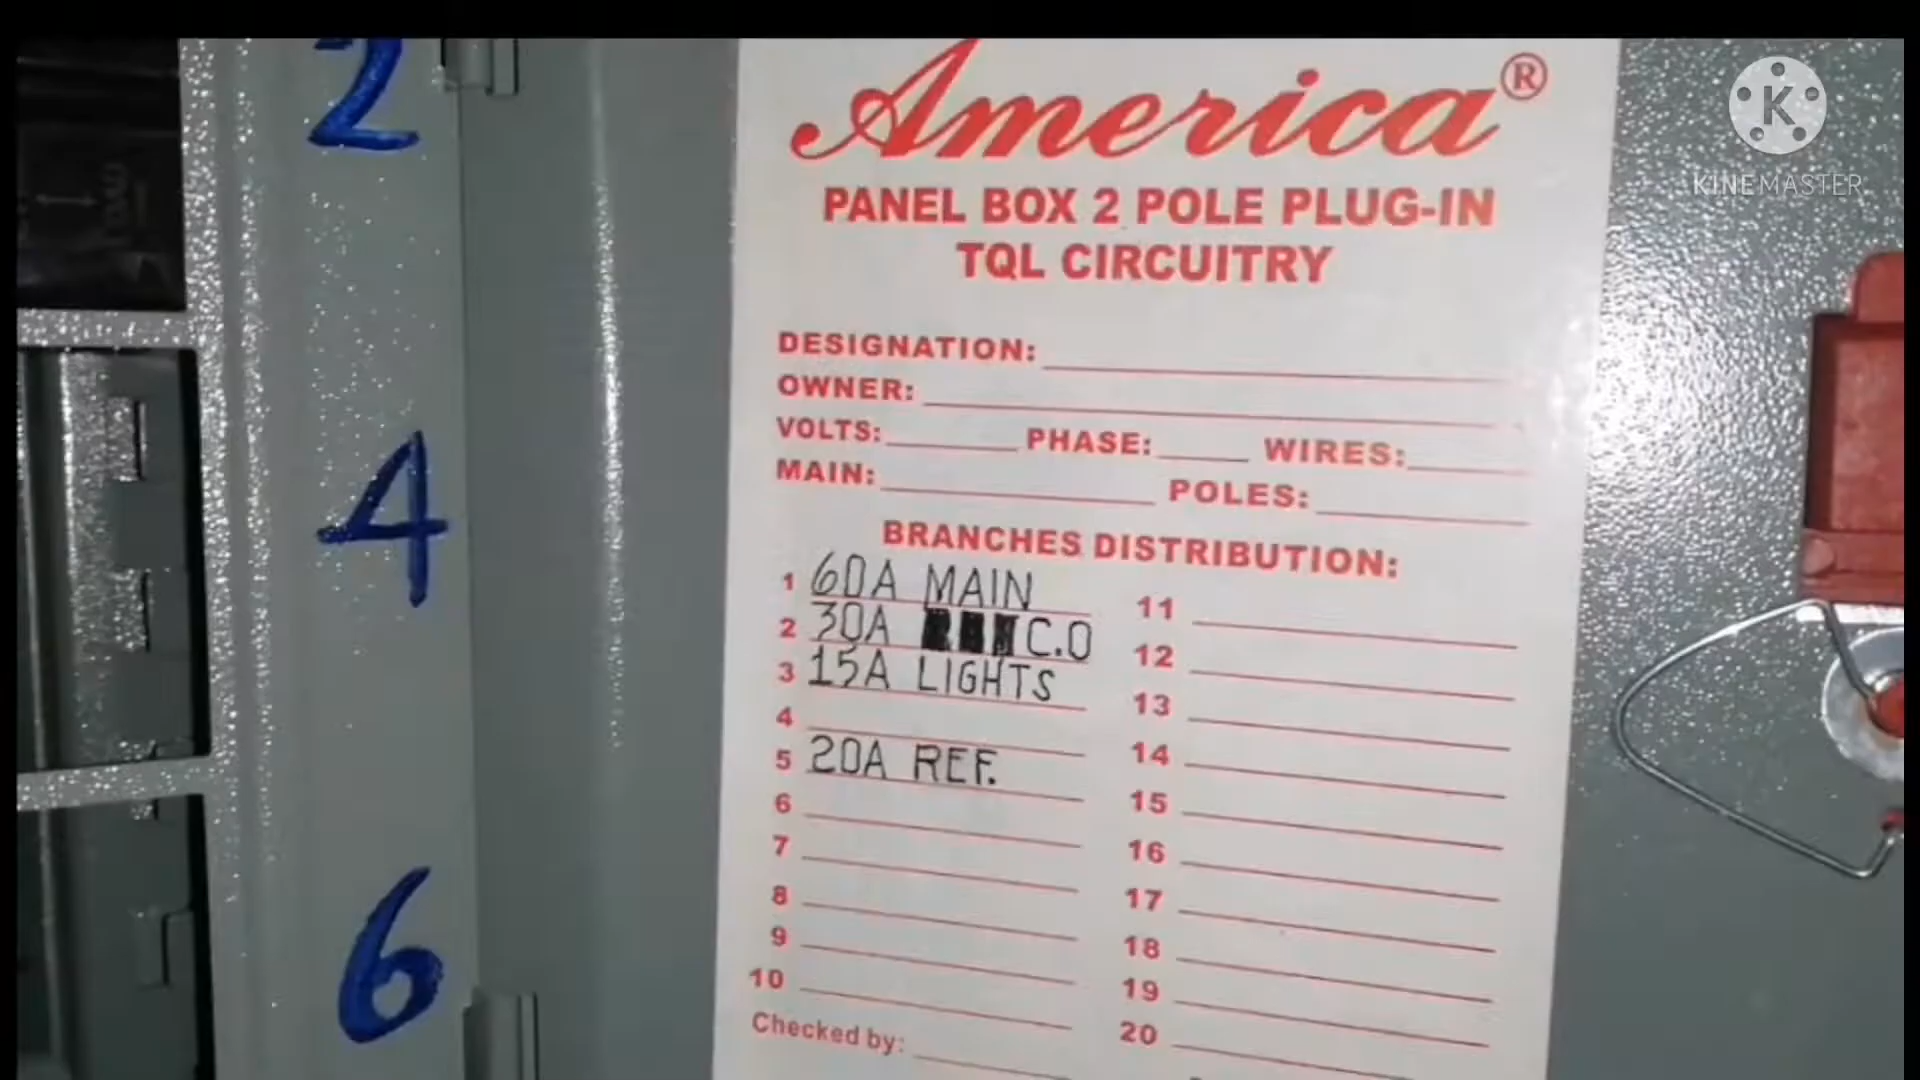 2
4
6
America®
PANEL BOX 2 POLE PLUG-IN
TQL CIRCUITRY
DESIGNATION:
OWNER:
VOLTS: PHASE: WIRES:
MAIN: POLES:
BRANCHES DISTRIBUTION:
1 60A MAIN
2 30A C.O
3 15A LIGHTS
4
5 20A REF.
6
7
8
9
10
11
12
13
14
15
16
17
18
19
20
Checked by:
K
KINEMASTER